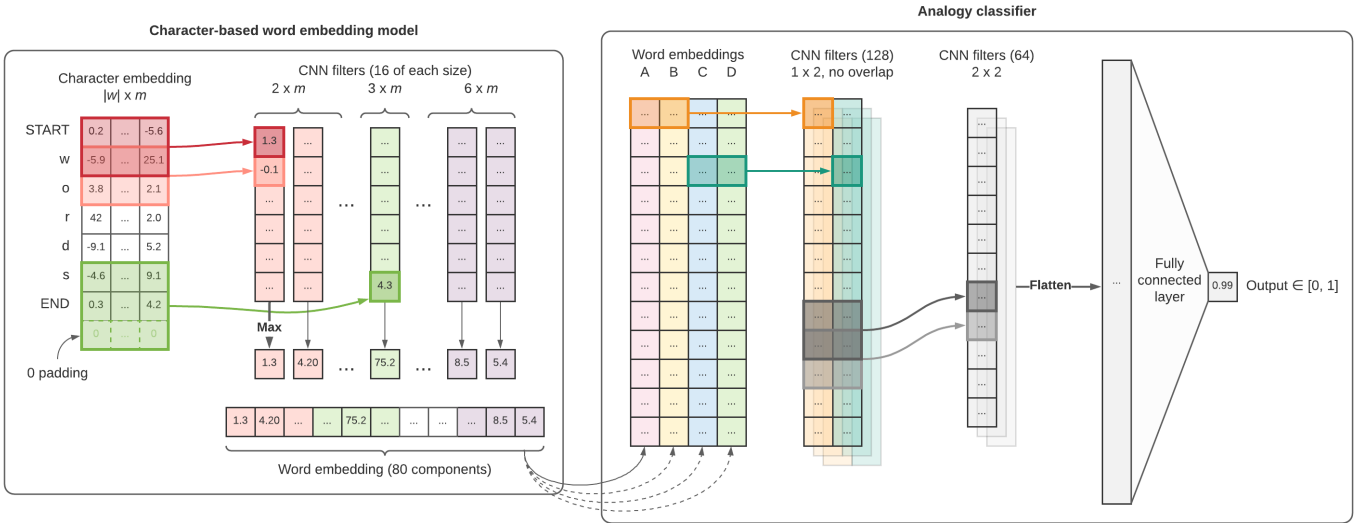 Character-based word embedding model
Character embedding
|w| x m
CNN filters (16 of each size)
2 x m
3 x m
6 x m
START 0.2 ... -5.6
w -5.9 ... 25.1
o 3.8 ... 2.1
r 42 ... 2.0
d -9.1 ... 5.2
s -4.6 ... 9.1
END 0.3 ... 4.2
0 ... 0
0 padding
1.3 ... ... ... ...
-0.1 ... ... ... ...
... ... ... ... ...
... ...
... ... ... ... ...
... ... ... ... ...
... ... 4.3 ... ...
Max
1.3 4.20 ... 75.2 ... 8.5 5.4
1.3 4.20 ... ... 75.2 ... ... ... ... 8.5 5.4
Word embedding (80 components)
Analogy classifier
Word embeddings
A B C D
CNN filters (128)
1 x 2, no overlap
CNN filters (64)
2 x 2
... ... ... ... ... ...
... ... ... ... ... ...
... ... ... ... ... ...
... ... ... ... ... ...
... ... ... ... ... ...
... ... ... ... ... ...
... ... ... ... ... ...
... ... ... ... ... ...
... ... ... ... ... ...
... ... ... ... ... ...
... ... ... ... ... ...
... ... ... ... ... ...
...
...
...
...
...
...
...
...
...
...
...
Flatten
...
Fully
connected
layer
0.99
Output ∈ [0, 1]